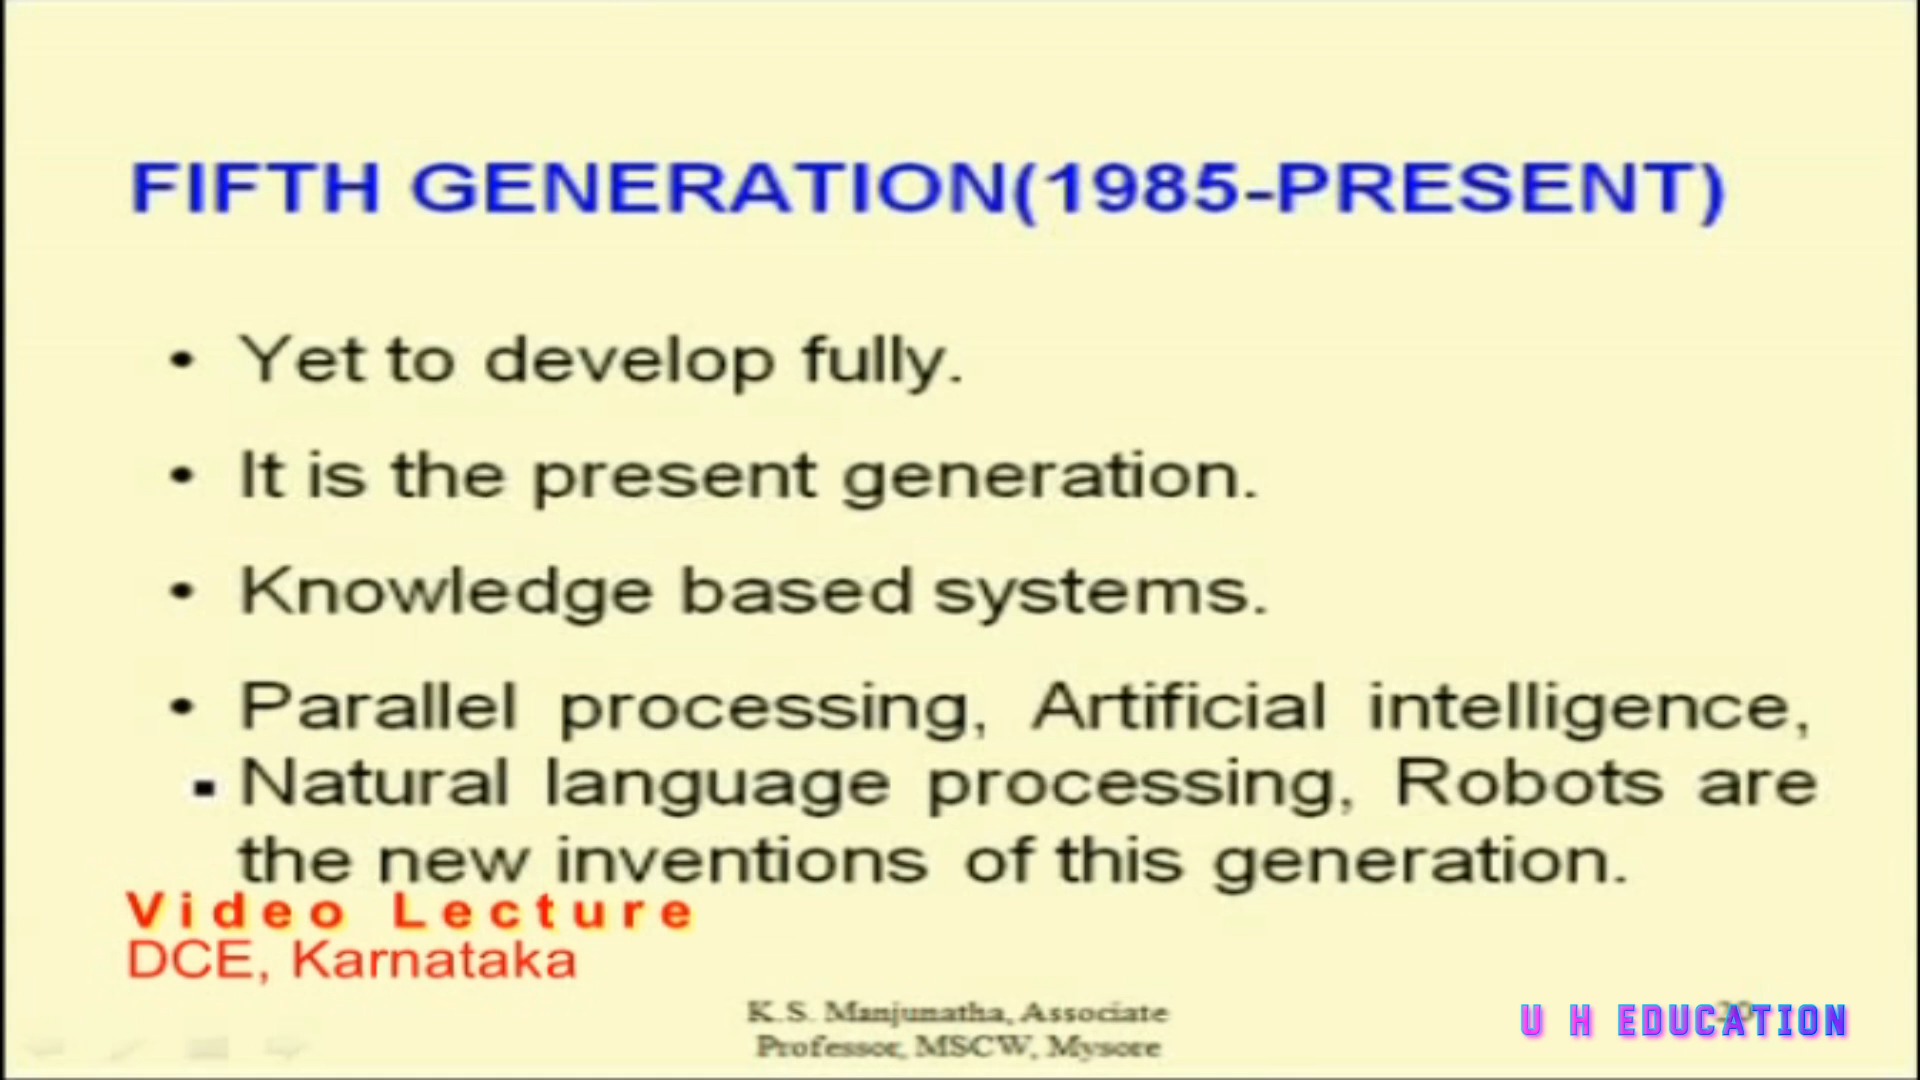 FIFTH GENERATION(1985-PRESENT)
• Yet to develop fully.
• It is the present generation.
• Knowledge based systems.
• Parallel processing, Artificial intelligence,
▪ Natural language processing, Robots are
the new inventions of this generation.
Video Lecture
DCE, Karnataka
K.S. Manjunatha, Associate
Professor, MSCW, Mysore
U H EDUCATION